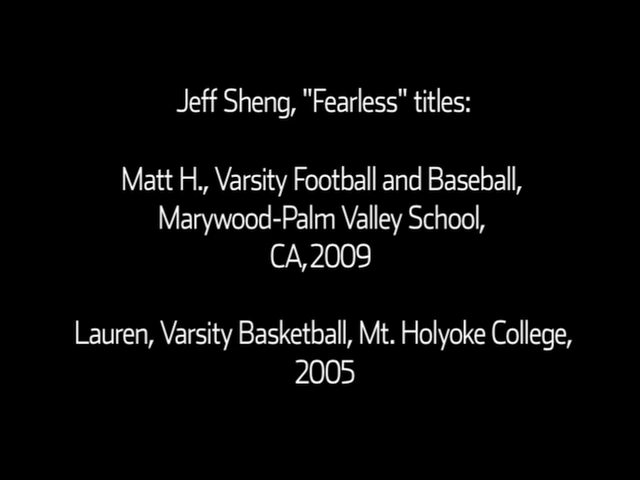 Jeff Sheng, "Fearless" titles:
Matt H., Varsity Football and Baseball,
Marywood-Palm Valley School,
CA, 2009
Lauren, Varsity Basketball, Mt. Holyoke College,
2005